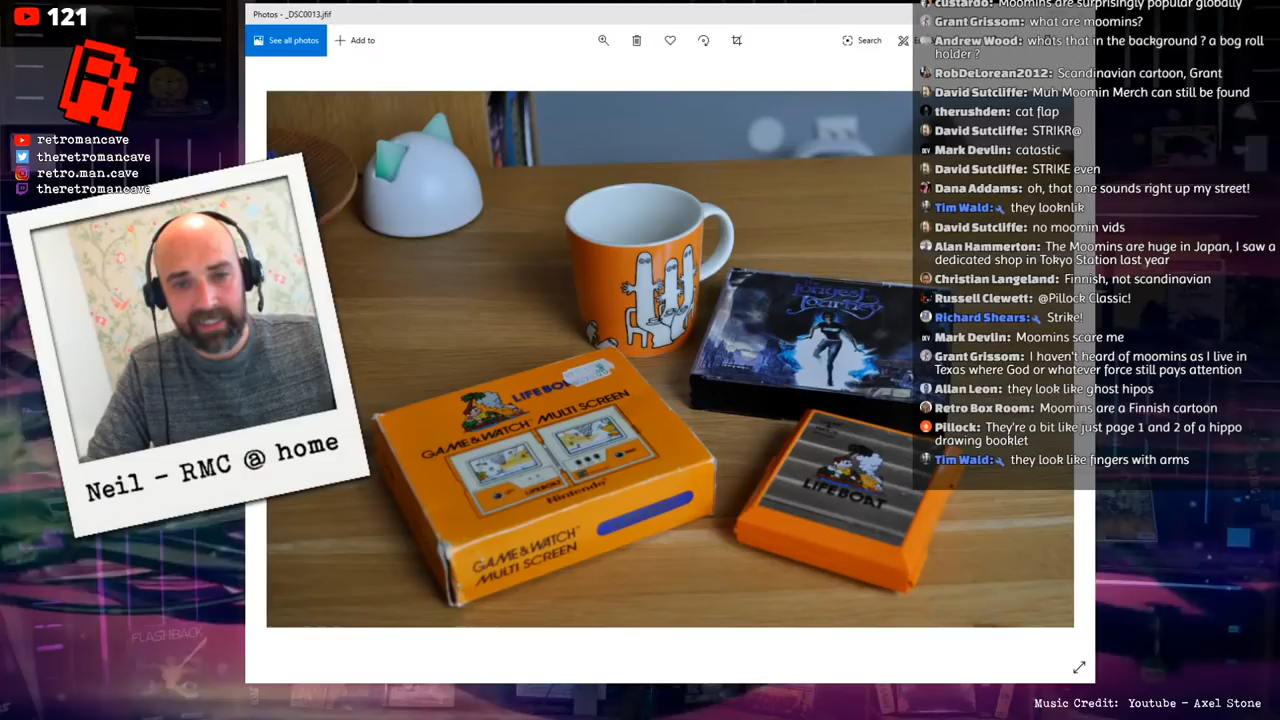 121
retromancave
theretromancave
retro.man.cave
theretromancave
Neil - RMC @ home
Photos - _DSC0013.jfif
See all photos
Add to
Search
The Longest Journey
LIFEBOAT
GAME & WATCH MULTI SCREEN
LIFEBOAT
Nintendo
GAME & WATCH
MULTI SCREEN
LIFEBOAT
custardo: Moomins are surprisingly popular globally
Grant Grissom: what are moomins?
Andrew Wood: whats that in the background ? a bog roll
holder ?
RobDeLorean2012: Scandinavian cartoon, Grant
David Sutcliffe: Muh Moomin Merch can still be found
therushden: cat flap
David Sutcliffe: STRIKR@
Mark Devlin: catastic
David Sutcliffe: STRIKE even
Dana Addams: oh, that one sounds right up my street!
Tim Wald: they looknlik
David Sutcliffe: no moomin vids
Alan Hammerton: The Moomins are huge in Japan, I saw a
dedicated shop in Tokya Station last year
Christian Langeland: Finnish, not scandinavian
Russell Clewett: @Pillock Classic!
Richard Shears: Strike!
Mark Devlin: Moomins scare me
Grant Grissom: I haven't heard of moomins as I live in
Texas where God or whatever force still pays attention
Allan Leon: they look like ghost hipos
Retro Box Room: Moomins are a Finnish cartoon
Pillock: They're a bit like just page 1 and 2 of a hippo
drawing booklet
Tim Wald: they look like fingers with arms
FLASHBACK
Music Credit: Youtube - Axel Stone